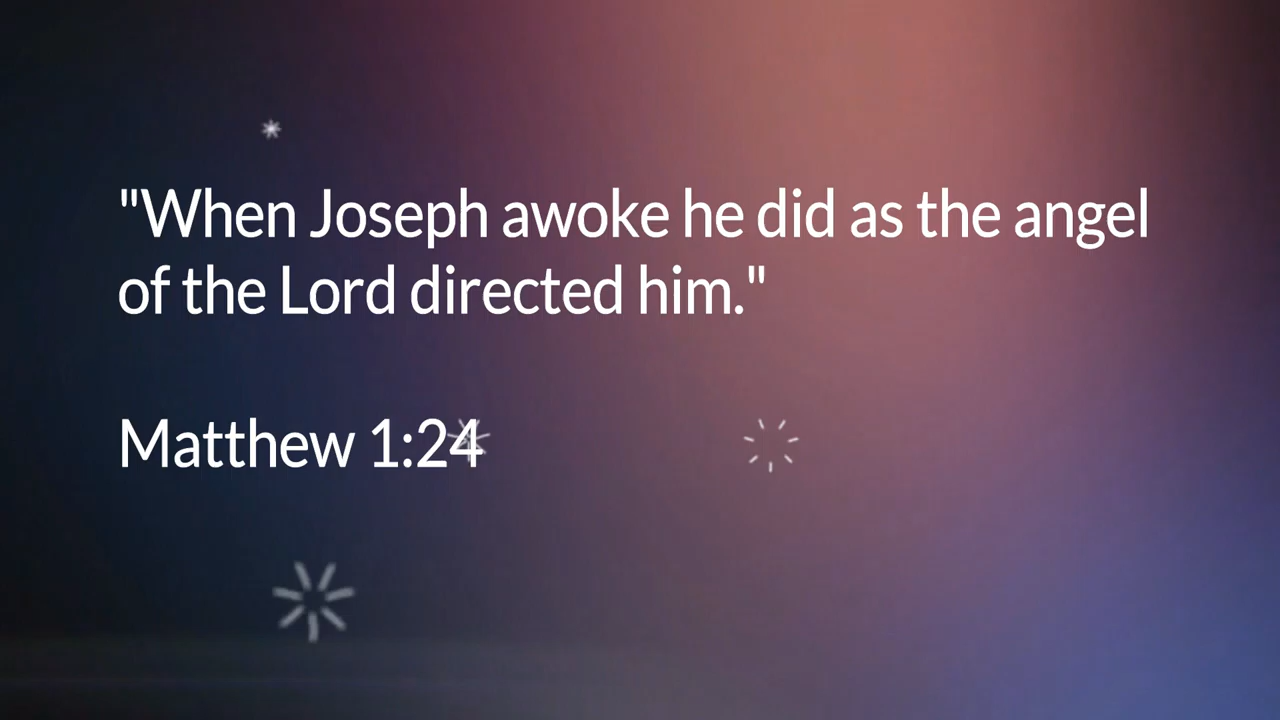 "When Joseph awoke he did as the angel
of the Lord directed him."
Matthew 1:24